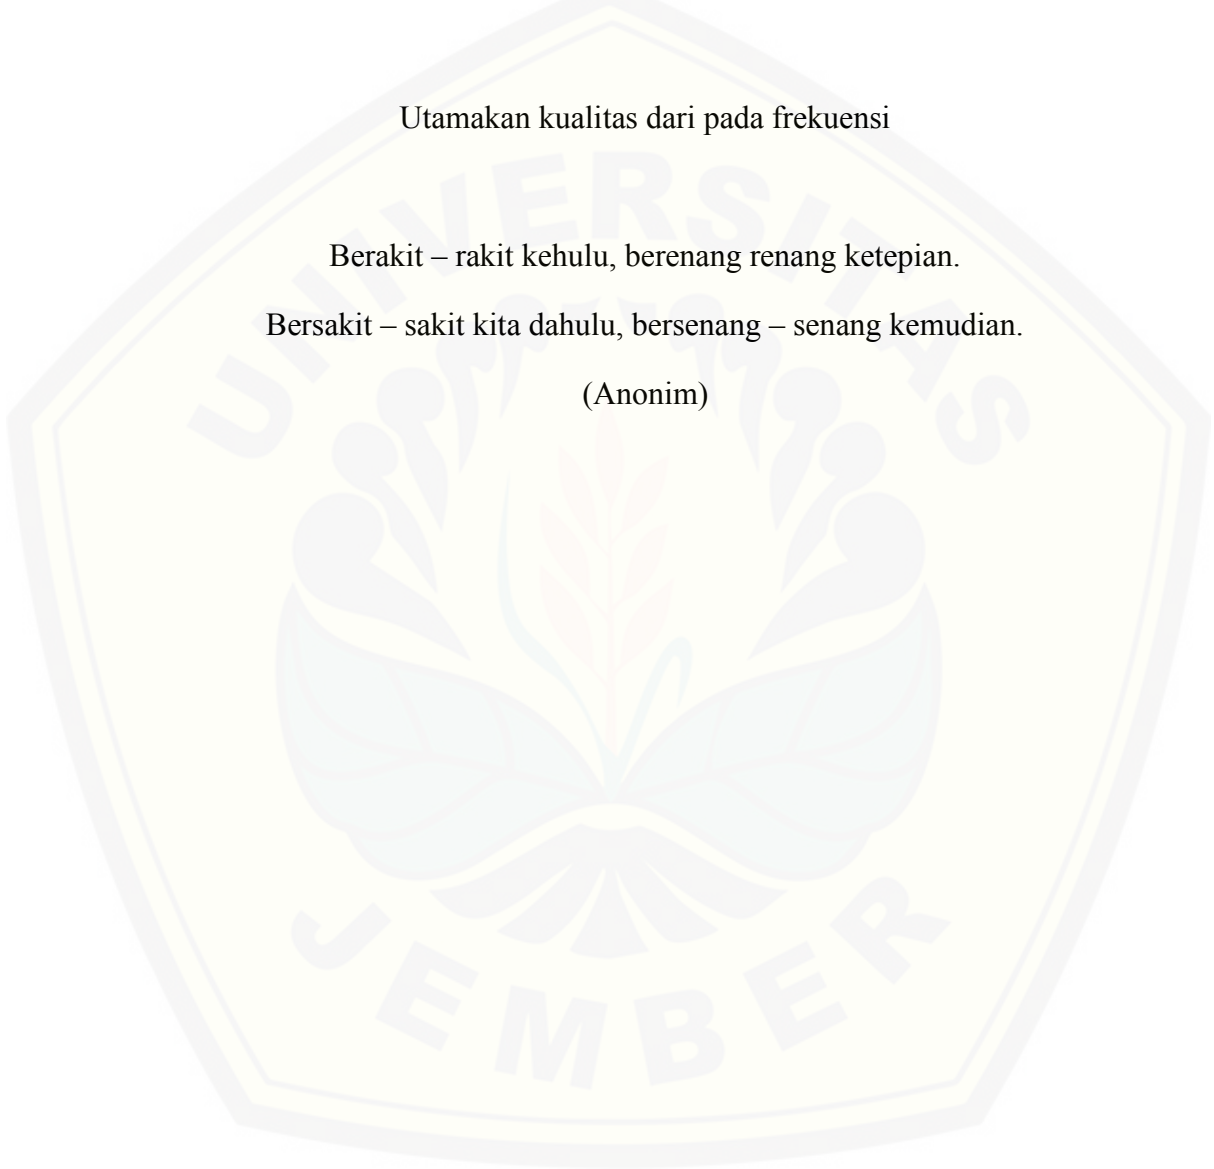 Utamakan kualitas dari pada frekuensi
Berakit – rakit kehulu, berenang renang ketepian.
Bersakit – sakit kita dahulu, bersenang – senang kemudian.
(Anonim)
UNIVERSITAS
JEMBER